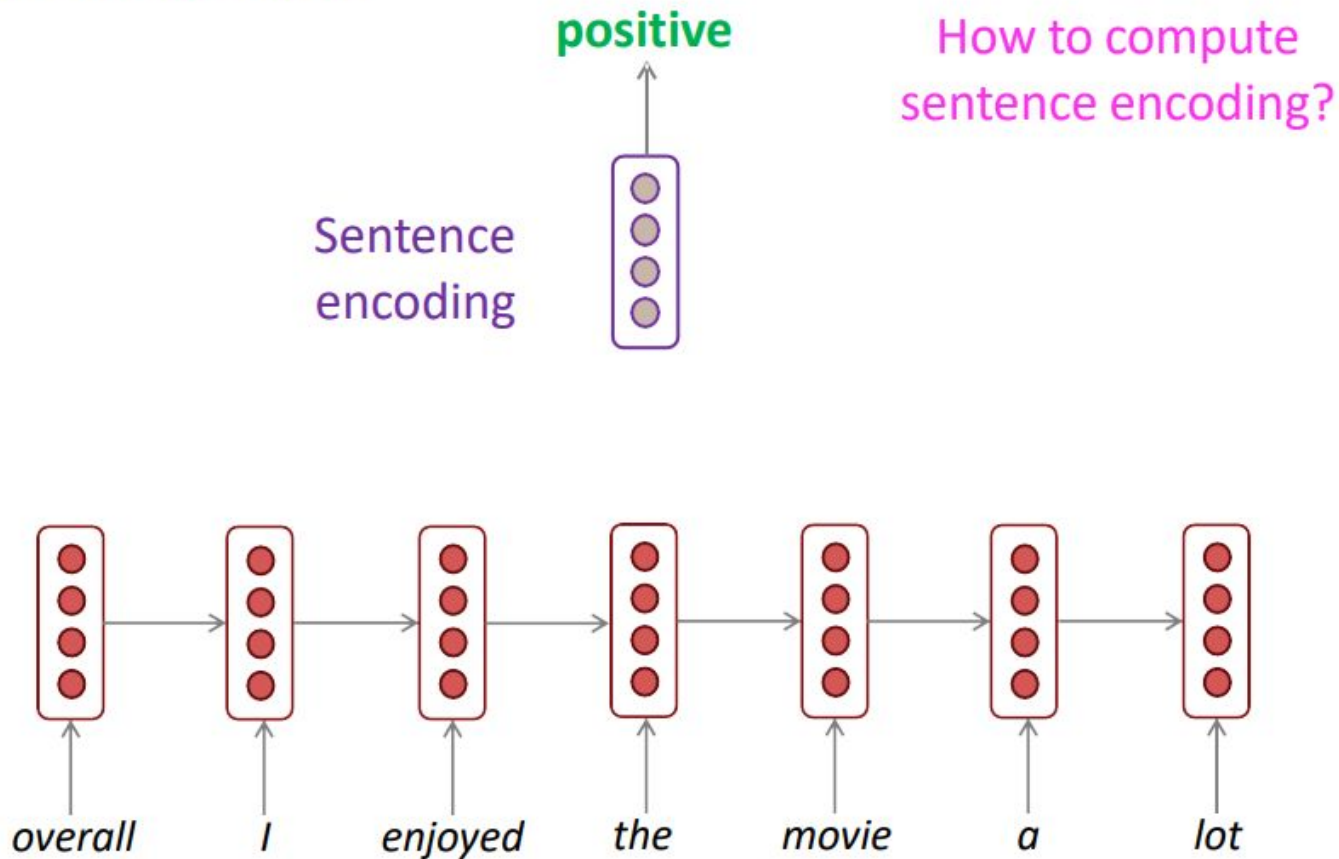 positive
How to compute
sentence encoding?
Sentence
encoding
overall I enjoyed the movie a lot